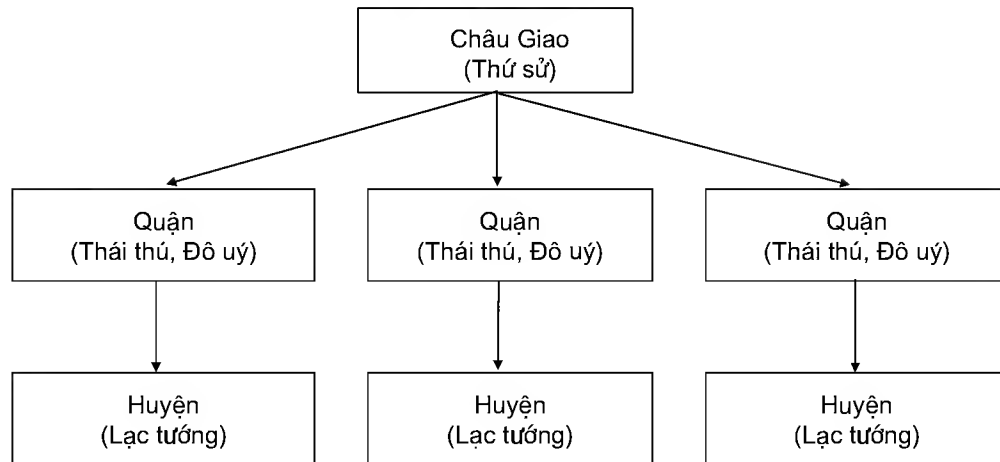 Châu Giao
(Thứ sử)
Quận
(Thái thú, Đô uý)
Quận
(Thái thú, Đô uý)
Quận
(Thái thú, Đô uý)
Huyện
(Lạc tướng)
Huyện
(Lạc tướng)
Huyện
(Lạc tướng)